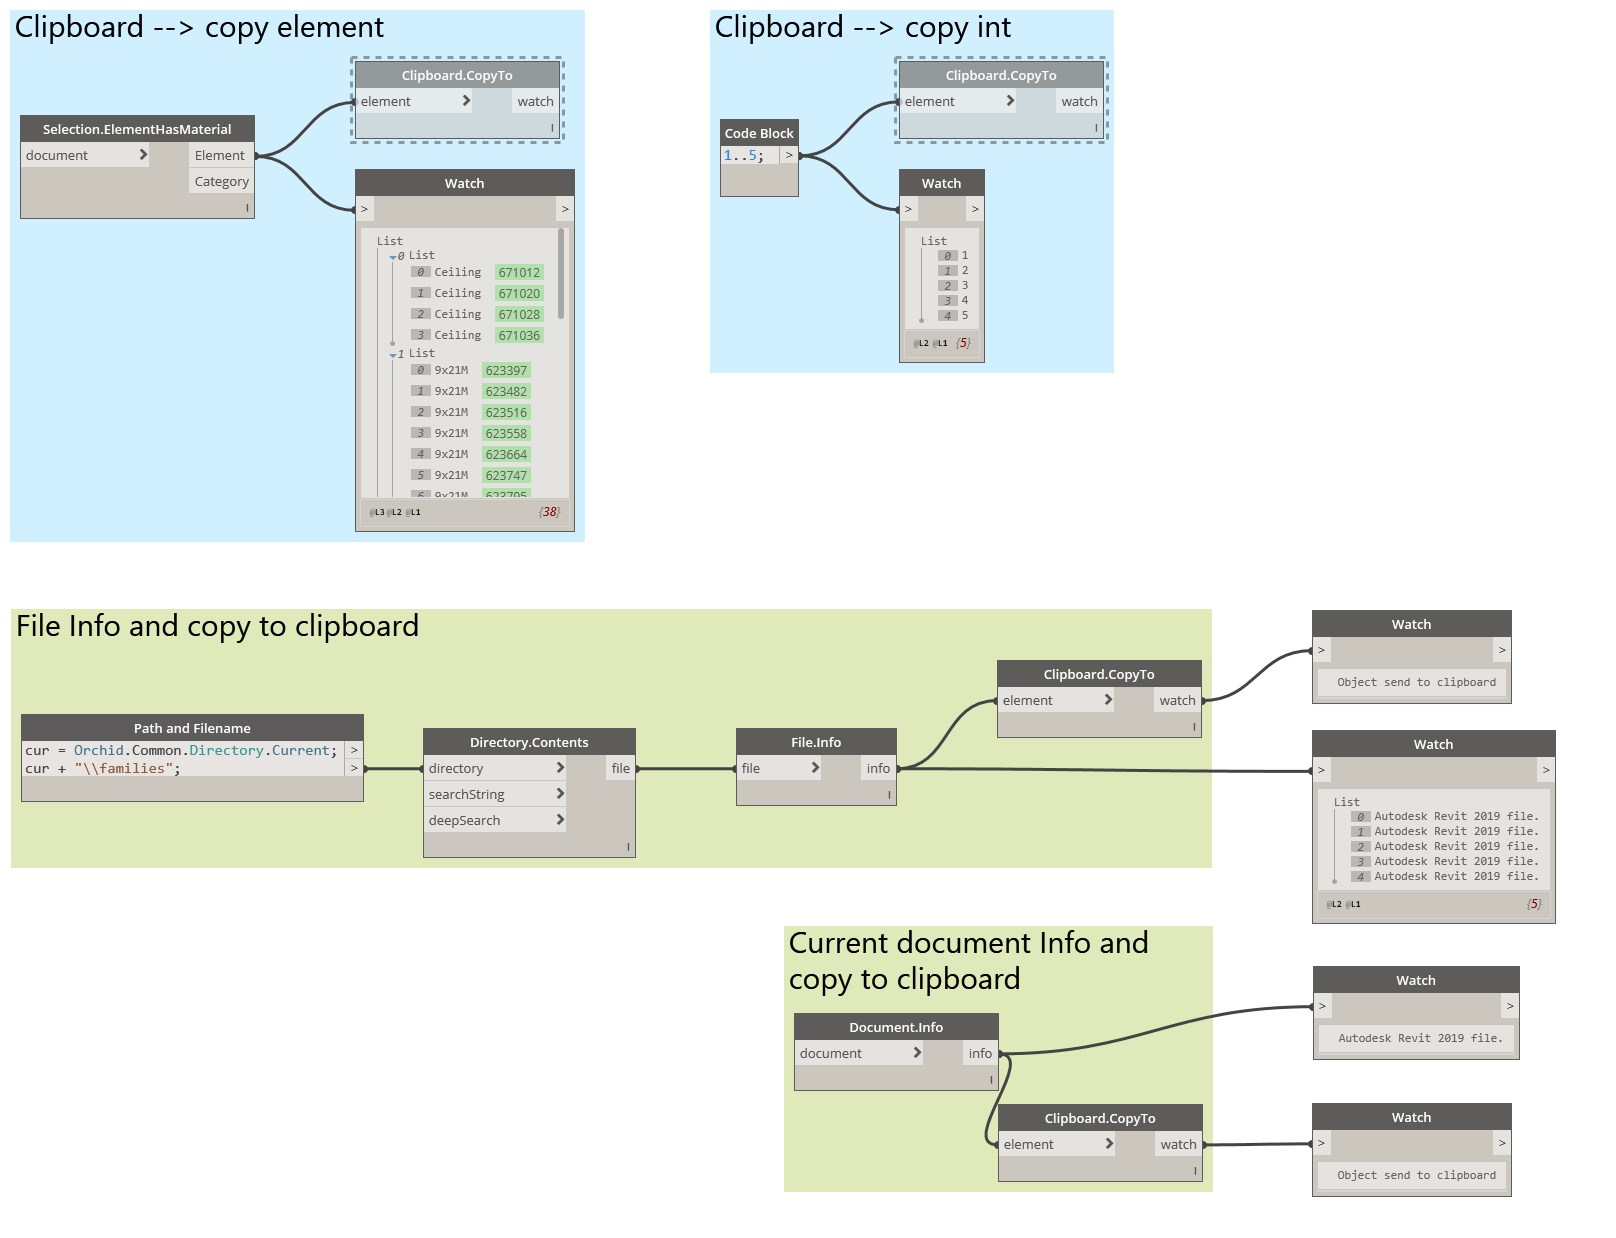 Clipboard --> copy element
Clipboard.CopyTo
element > watch
I
Selection.ElementHasMaterial
document > Element
Category
I
Watch
> >
List
0 List
0 Ceiling 671012
1 Ceiling 671020
2 Ceiling 671028
3 Ceiling 671036
1 List
0 9x21M 623397
1 9x21M 623482
2 9x21M 623516
3 9x21M 623558
4 9x21M 623664
5 9x21M 623747
6 9x21M 623795
@L3 @L2 @L1 {38}
Clipboard --> copy int
Clipboard.CopyTo
element > watch
I
Code Block
1..5; >
Watch
> >
List
0 1
1 2
2 3
3 4
4 5
@L2 @L1 {5}
File Info and copy to clipboard
Path and Filename
cur = Orchid.Common.Directory.Current; >
cur + "\\families"; >
Directory.Contents
directory > file
searchString >
deepSearch >
I
File.Info
file > info
I
Clipboard.CopyTo
element > watch
I
Watch
> >
Object send to clipboard
Watch
> >
List
0 Autodesk Revit 2019 file.
1 Autodesk Revit 2019 file.
2 Autodesk Revit 2019 file.
3 Autodesk Revit 2019 file.
4 Autodesk Revit 2019 file.
@L2 @L1 {5}
Current document Info and
copy to clipboard
Document.Info
document > info
I
Clipboard.CopyTo
element > watch
I
Watch
> >
Autodesk Revit 2019 file.
Watch
> >
Object send to clipboard